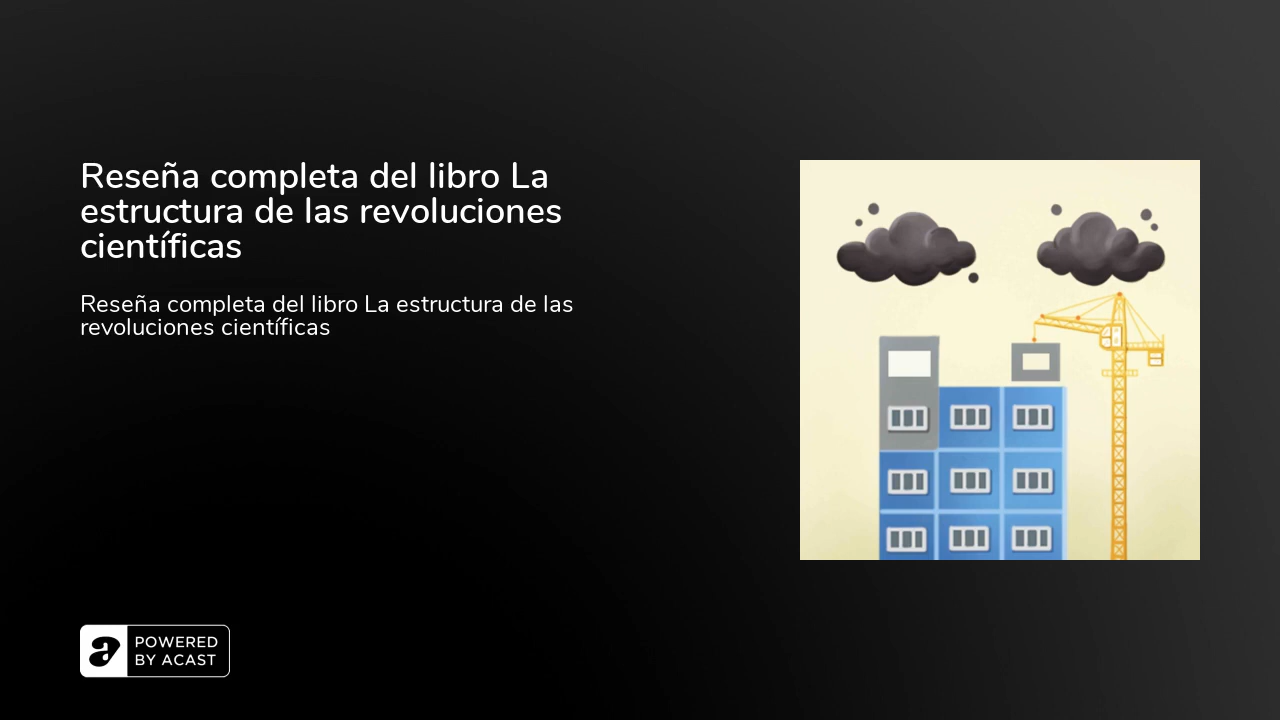 Reseña completa del libro La
estructura de las revoluciones
científicas
Reseña completa del libro La estructura de las
revoluciones científicas
a POWERED
BY ACAST